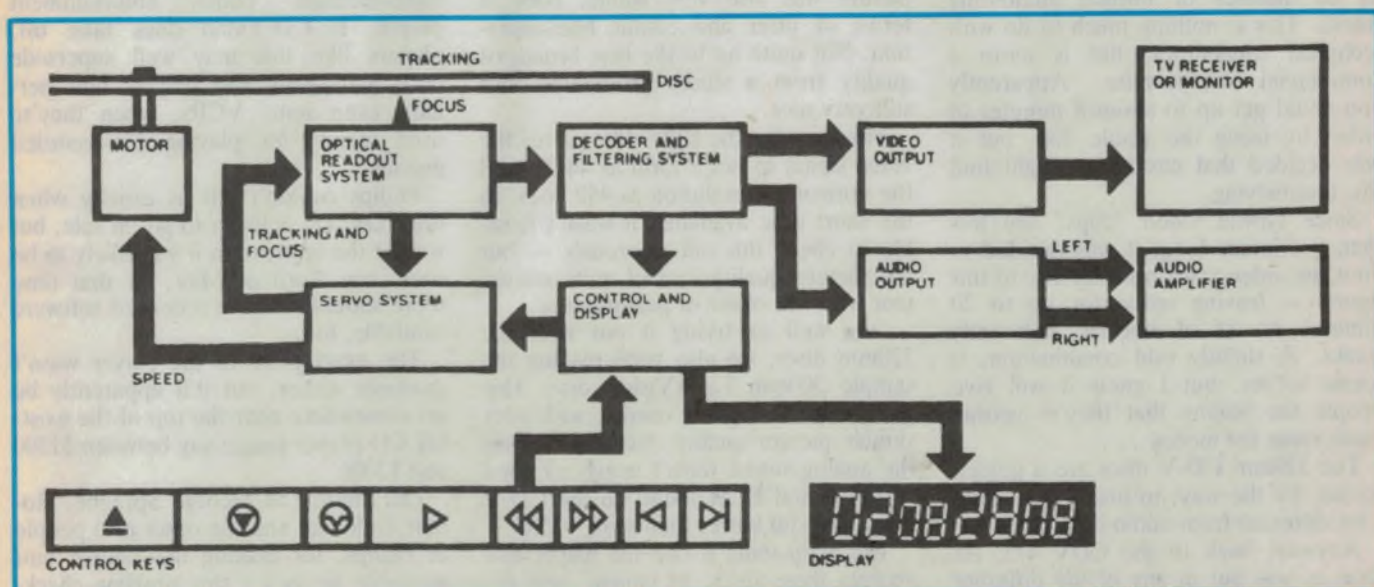 TRACKING
DISC
FOCUS
TV RECEIVER
OR MONITOR
MOTOR
OPTICAL
READOUT
SYSTEM
DECODER AND
FILTERING SYSTEM
VIDEO
OUTPUT
TRACKING AND
FOCUS
SERVO SYSTEM
CONTROL AND
DISPLAY
AUDIO
OUTPUT
LEFT
RIGHT
AUDIO
AMPLIFIER
SPEED
CONTROL KEYS
DISPLAY